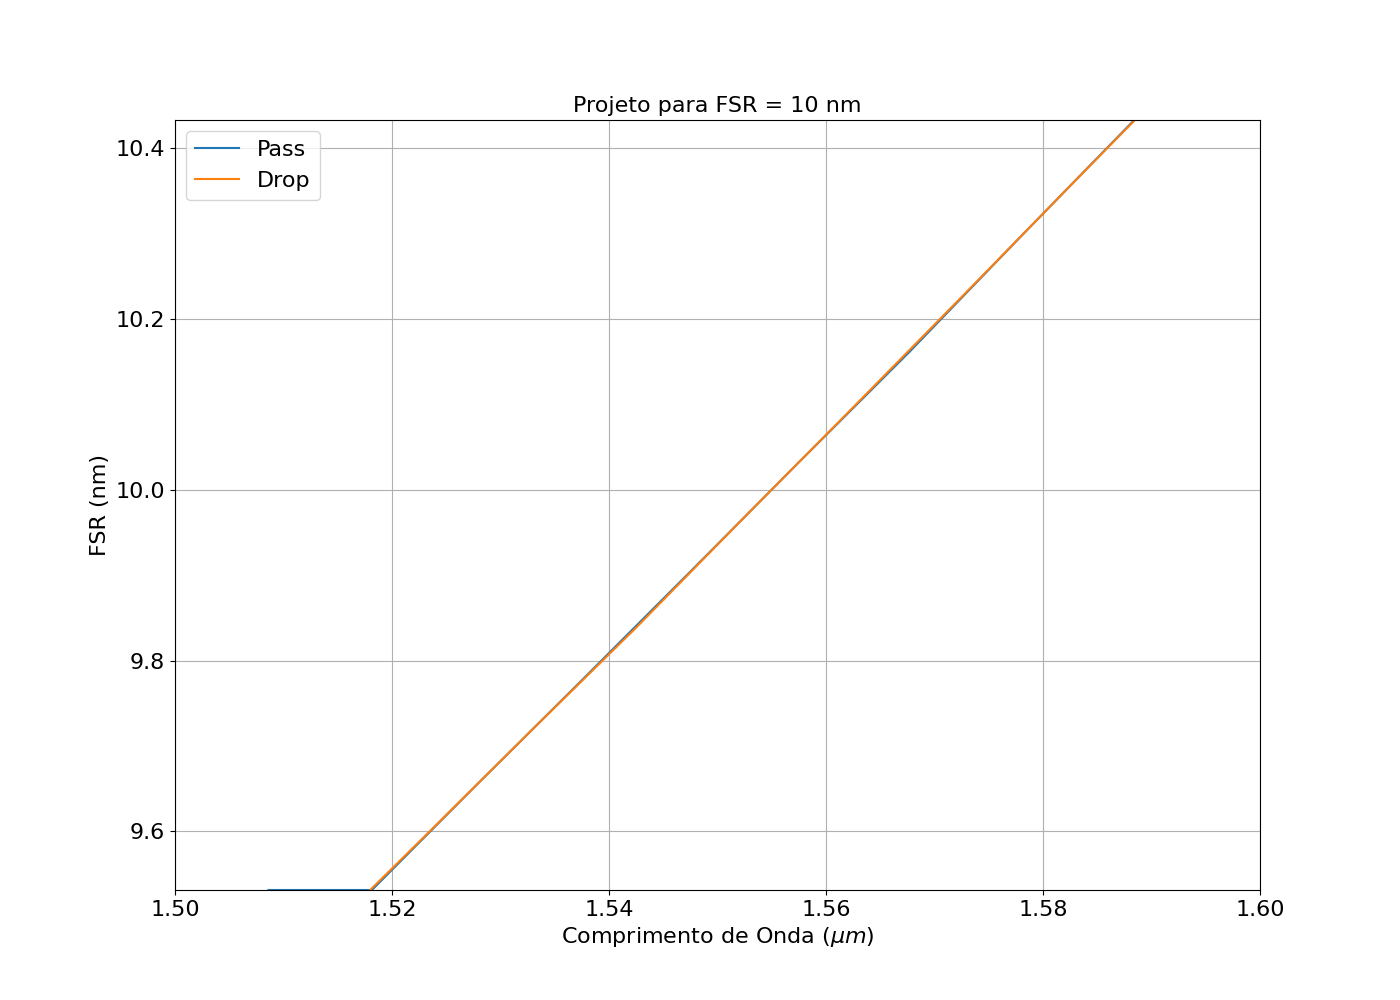 Projeto para FSR = 10 nm
Pass
Drop
10.4
10.2
10.0
9.8
9.6
FSR (nm)
1.50 1.52 1.54 1.56 1.58 1.60
Comprimento de Onda (μm)